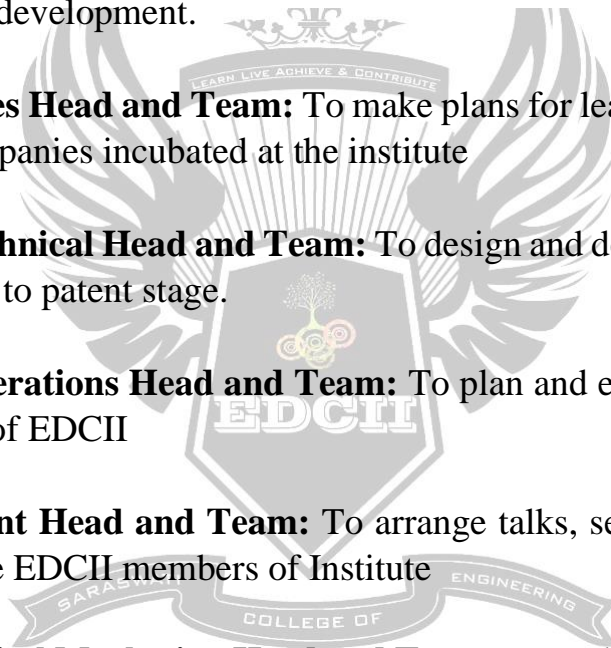 development.
LEARN LIVE ACHIEVE & CONTRIBUTE
es Head and Team: To make plans for lea
panies incubated at the institute
hnical Head and Team: To design and de
to patent stage.
erations Head and Team: To plan and e
of EDCII
EDCII
nt Head and Team: To arrange talks, se
e EDCII members of Institute
SARASWATI
COLLEGE OF
ENGINEERING